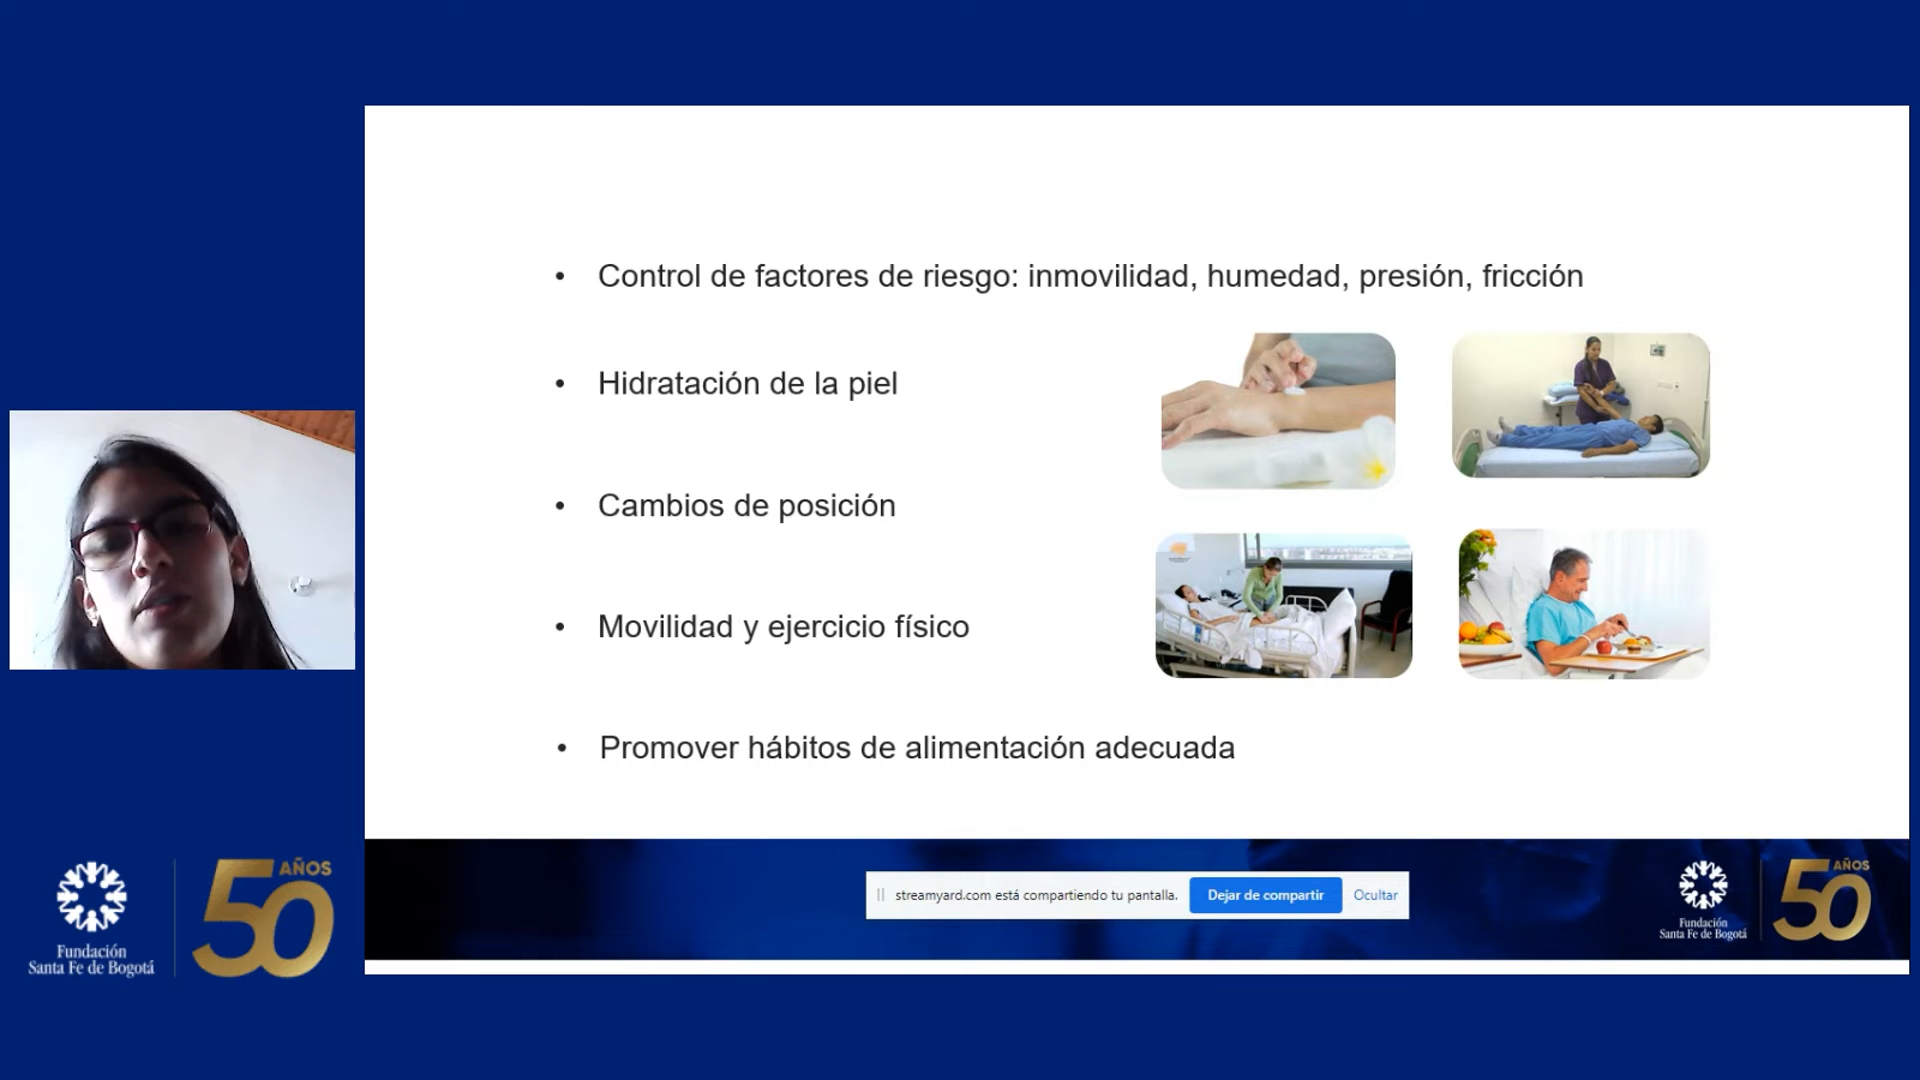 • Control de factores de riesgo: inmovilidad, humedad, presión, fricción
• Hidratación de la piel
• Cambios de posición
• Movilidad y ejercicio físico
• Promover hábitos de alimentación adecuada
streamyard.com está compartiendo tu pantalla. Dejar de compartir Ocultar
Fundación
Santa Fe de Bogotá
50 AÑOS
Fundación
Santa Fe de Bogotá
50 AÑOS